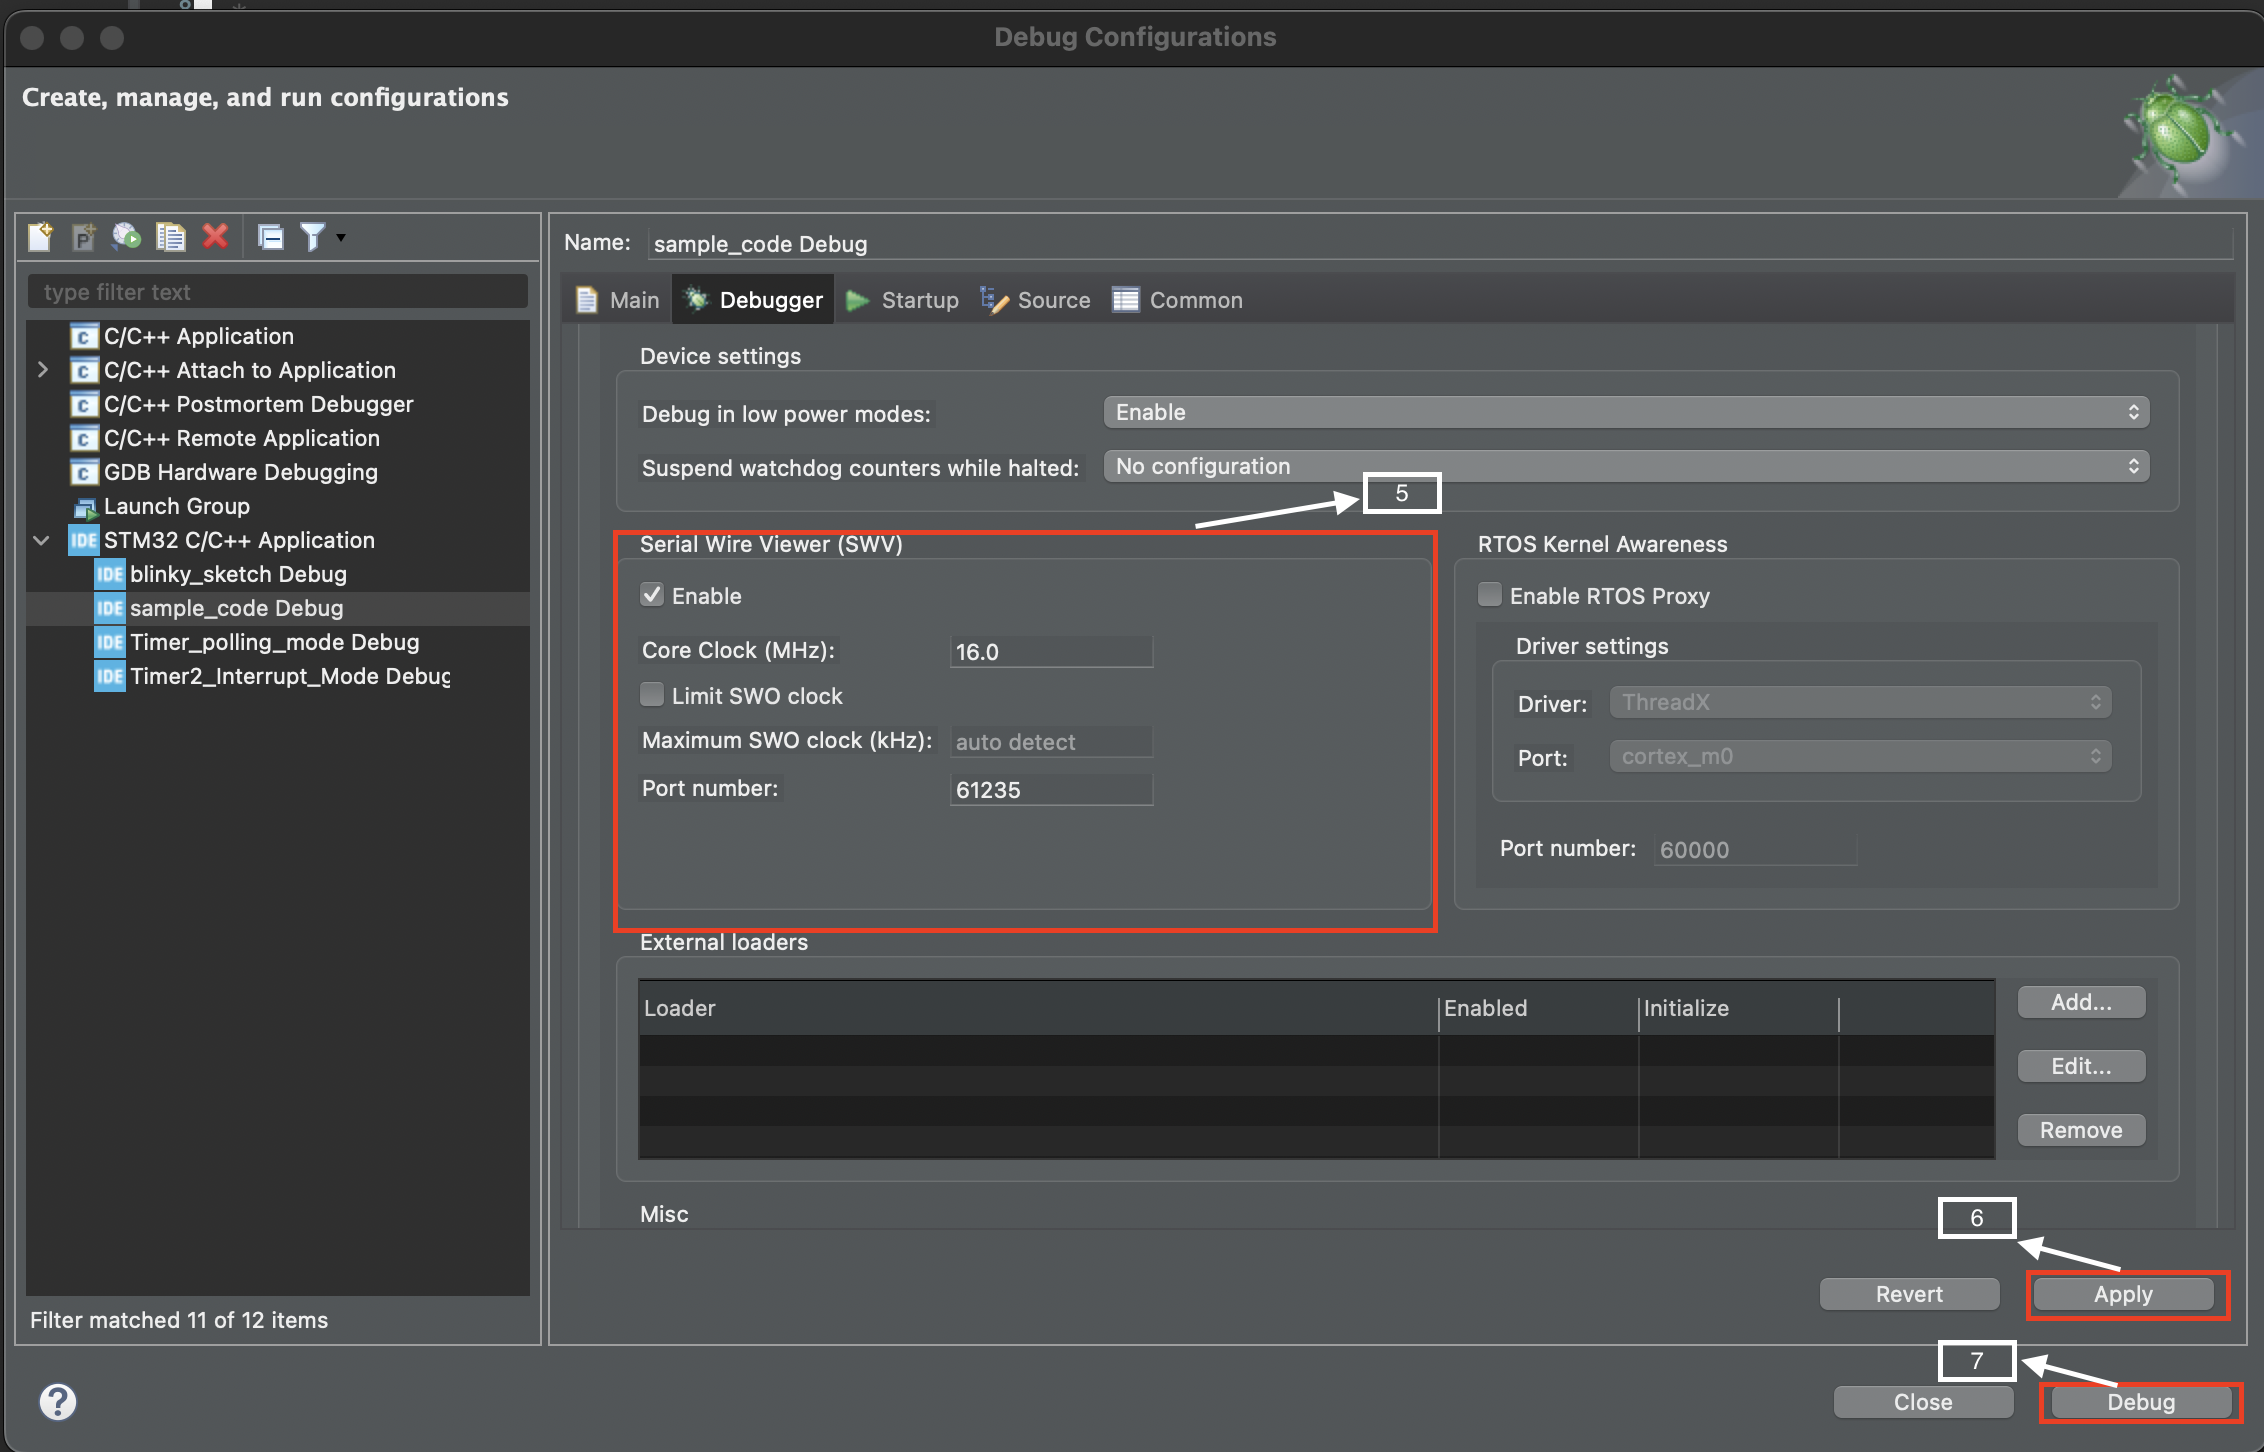 Debug Configurations
Create, manage, and run configurations
type filter text
C/C++ Application
C/C++ Attach to Application
C/C++ Postmortem Debugger
C/C++ Remote Application
GDB Hardware Debugging
Launch Group
IDE STM32 C/C++ Application
IDE blinky_sketch Debug
IDE sample_code Debug
IDE Timer_polling_mode Debug
IDE Timer2_Interrupt_Mode Debug
Filter matched 11 of 12 items
Name: sample_code Debug
Main Debugger Startup Source Common
Device settings
Debug in low power modes: Enable
Suspend watchdog counters while halted: No configuration
5
Serial Wire Viewer (SWV)
Enable
Core Clock (MHz): 16.0
Limit SWO clock
Maximum SWO clock (kHz): auto detect
Port number: 61235
RTOS Kernel Awareness
Enable RTOS Proxy
Driver settings
Driver: ThreadX
Port: cortex_m0
Port number: 60000
External loaders
Loader Enabled Initialize
Add...
Edit...
Remove
Misc
6
Revert Apply
7
Close Debug